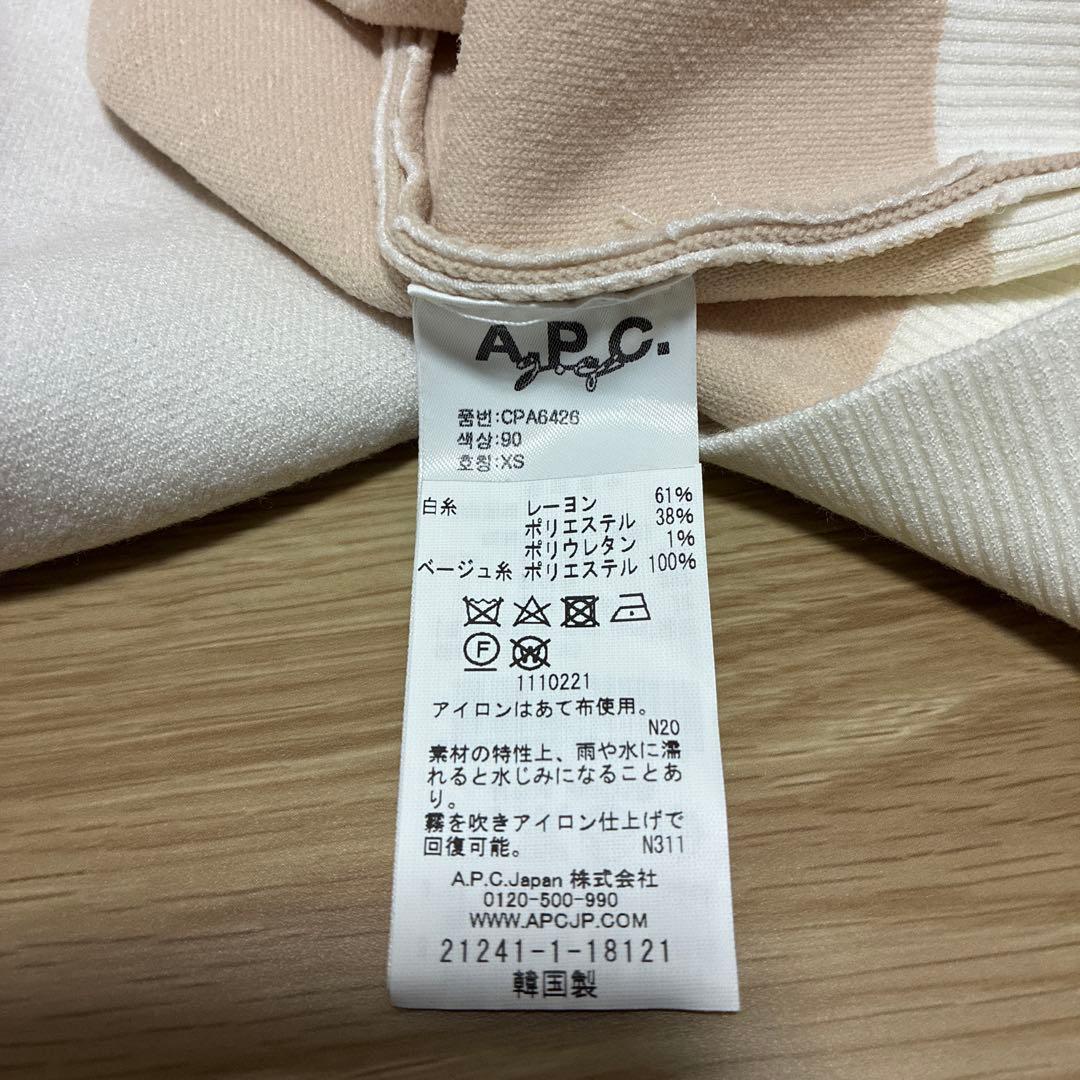 A.P.C.
품번:CPA6426
색상:90
호칭:XS
白糸 レーヨン 61%
ポリエステル 38%
ポリウレタン 1%
ベージュ糸 ポリエステル 100%
F W
1110221
アイロンはあて布使用。
N20
素材の特性上、雨や水に濡
れると水じみになることあ
り。
霧を吹きアイロン仕上げで
回復可能。 N311
A.P.C.Japan 株式会社
0120-500-990
WWW.APCJP.COM
21241-1-18121
韓国製